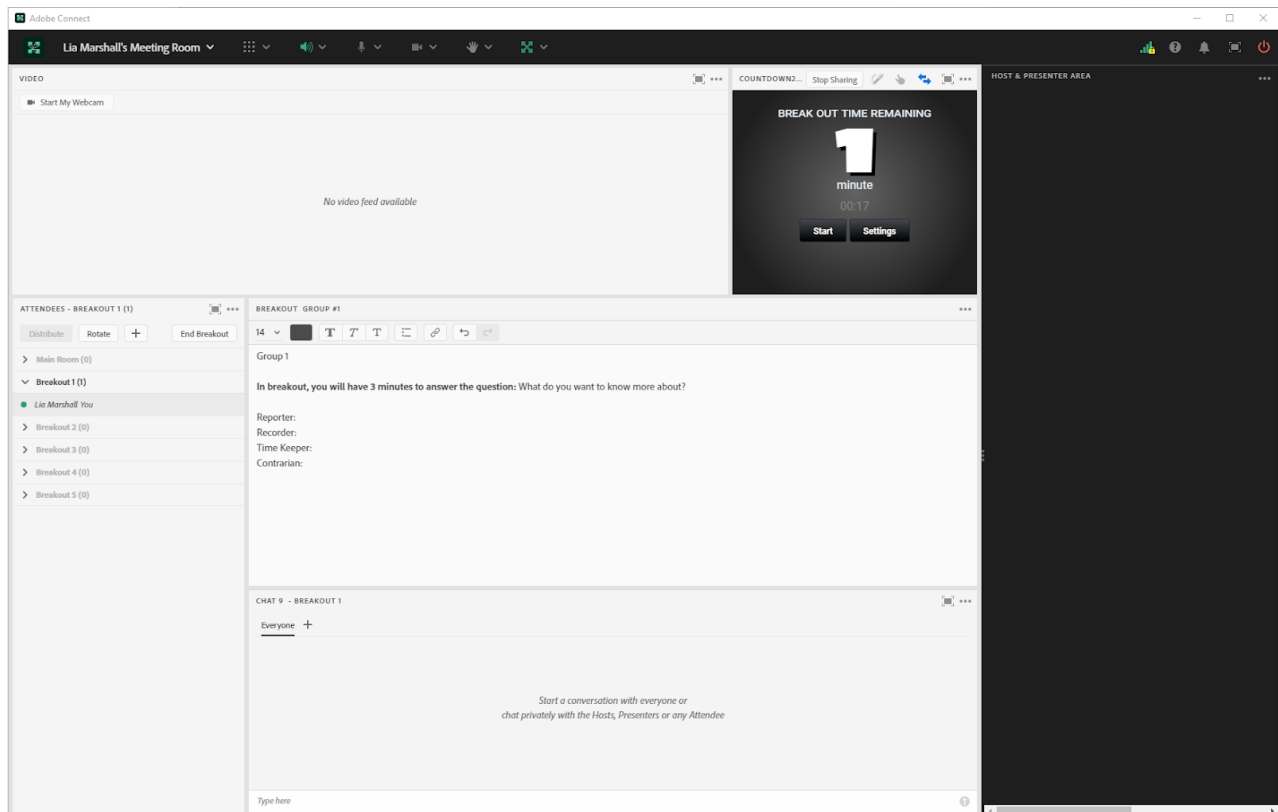 Adobe Connect
Lia Marshall's Meeting Room
VIDEO
Start My Webcam
No video feed available
COUNTDOWN2... Stop Sharing
BREAK OUT TIME REMAINING
1
minute
00:17
Start Settings
HOST & PRESENTER AREA
ATTENDEES - BREAKOUT 1 (1)
Distribute Rotate + End Breakout
Main Room (0)
Breakout 1 (1)
Lia Marshall You
Breakout 2 (0)
Breakout 3 (0)
Breakout 4 (0)
Breakout 5 (0)
BREAKOUT GROUP #1
14 T T T
Group 1
In breakout, you will have 3 minutes to answer the question: What do you want to know more about?
Reporter:
Recorder:
Time Keeper:
Contrarian:
CHAT 9 - BREAKOUT 1
Everyone +
Start a conversation with everyone or
chat privately with the Hosts, Presenters or any Attendee
Type here